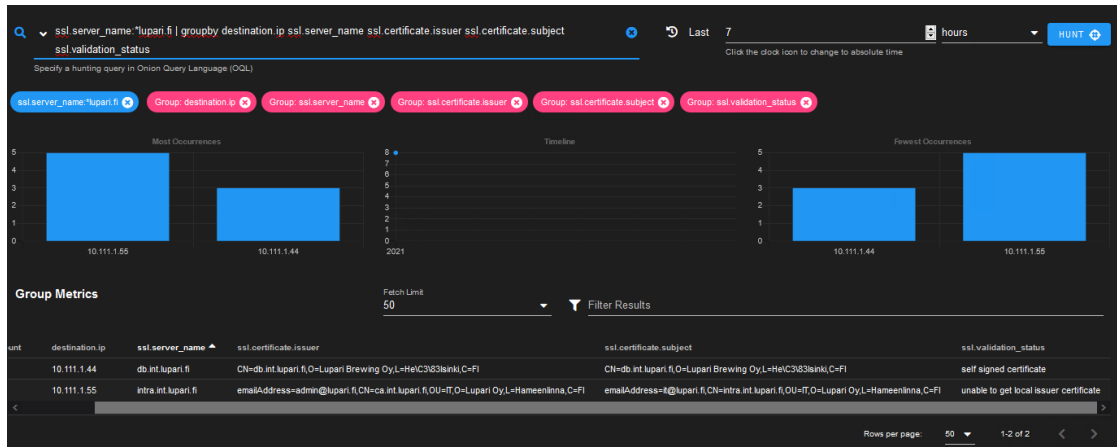 ssl.server_name:*lupari.fi | groupby destination.ip ssl.server_name ssl.certificate.issuer ssl.certificate.subject
ssl.validation_status
Specify a hunting query in Onion Query Language (OQL)
Last 7 hours HUNT
Click the clock icon to change to absolute time
ssl.server_name:*lupari.fi Group: destination.ip Group: ssl.server_name Group: ssl.certificate.issuer Group: ssl.certificate.subject Group: ssl.validation_status
Most Occurrences
5
4
3
2
1
0
10.111.1.55 10.111.1.44
Timeline
8
7
6
5
4
3
2
1
0
2021
Fewest Occurrences
5
4
3
2
1
0
10.111.1.44 10.111.1.55
Group Metrics
Fetch Limit
50
Filter Results
unt destination.ip ssl.server_name ssl.certificate.issuer ssl.certificate.subject ssl.validation_status
10.111.1.44 db.int.lupari.fi CN=db.int.lupari.fi,O=Lupari Brewing Oy,L=He\C3\83lsinki,C=FI CN=db.int.lupari.fi,O=Lupari Brewing Oy,L=He\C3\83lsinki,C=FI self signed certificate
10.111.1.55 intra.int.lupari.fi emailAddress=admin@lupari.fi,CN=ca.int.lupari.fi,OU=IT,O=Lupari Oy,L=Hameenlinna,C=FI emailAddress=it@lupari.fi,CN=intra.int.lupari.fi,OU=IT,O=Lupari Oy,L=Hameenlinna,C=FI unable to get local issuer certificate
Rows per page: 50 1-2 of 2